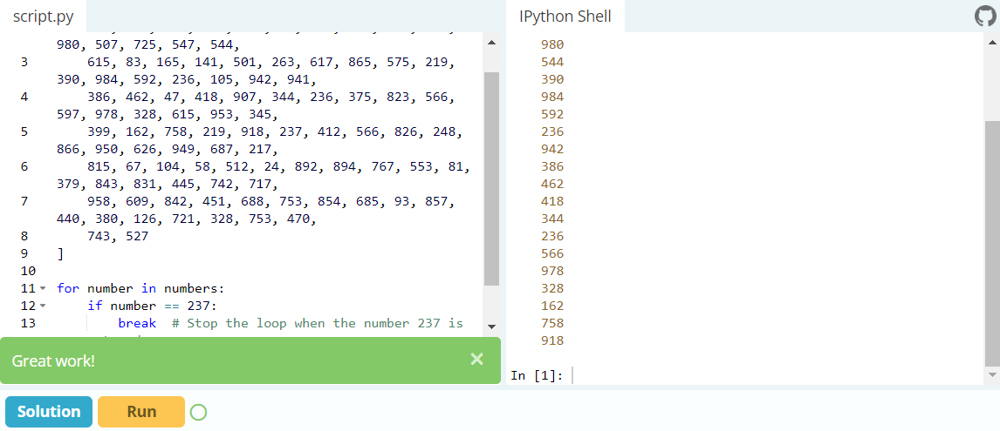 script.py
980, 507, 725, 547, 544,
3 615, 83, 165, 141, 501, 263, 617, 865, 575, 219,
390, 984, 592, 236, 105, 942, 941,
4 386, 462, 47, 418, 907, 344, 236, 375, 823, 566,
597, 978, 328, 615, 953, 345,
5 399, 162, 758, 219, 918, 237, 412, 566, 826, 248,
866, 950, 626, 949, 687, 217,
6 815, 67, 104, 58, 512, 24, 892, 894, 767, 553, 81,
379, 843, 831, 445, 742, 717,
7 958, 609, 842, 451, 688, 753, 854, 685, 93, 857,
440, 380, 126, 721, 328, 753, 470,
8 743, 527
9 ]
10
11 for number in numbers:
12 if number == 237:
13 break # Stop the loop when the number 237 is
Great work!
Solution
Run
IPython Shell
980
544
390
984
592
236
942
386
462
418
344
236
566
978
328
162
758
918
In [1]: